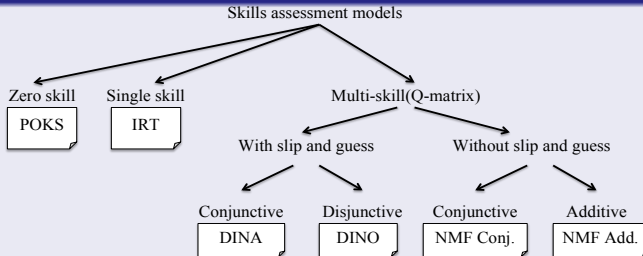 Skills assessment models
Zero skill Single skill Multi-skill(Q-matrix)
POKS IRT
With slip and guess Without slip and guess
Conjunctive Disjunctive Conjunctive Additive
DINA DINO NMF Conj. NMF Add.